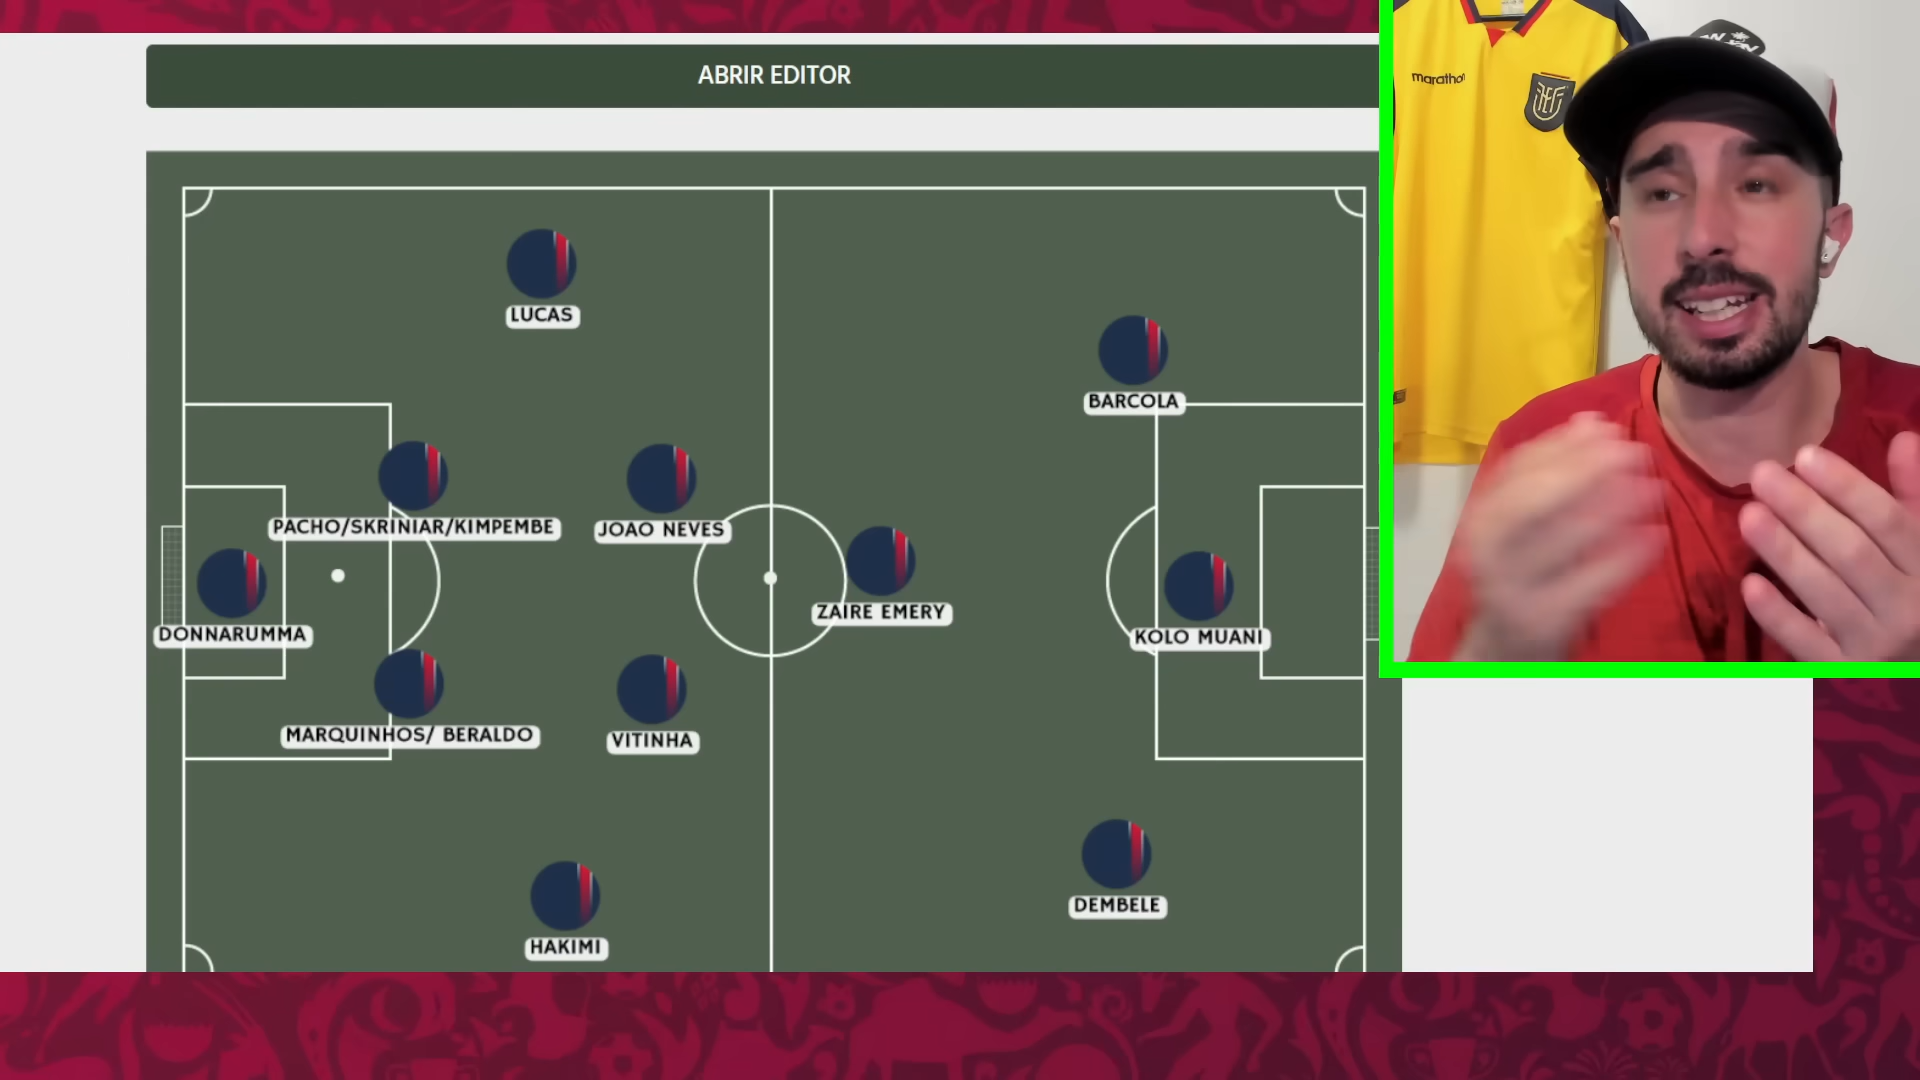 ABRIR EDITOR
marathon
LUCAS
BARCOLA
PACHO/SKRINIAR/KIMPEMBE
JOAO NEVES
ZAIRE EMERY
DONNARUMMA
KOLO MUANI
MARQUINHOS/ BERALDO
VITINHA
DEMBELE
HAKIMI